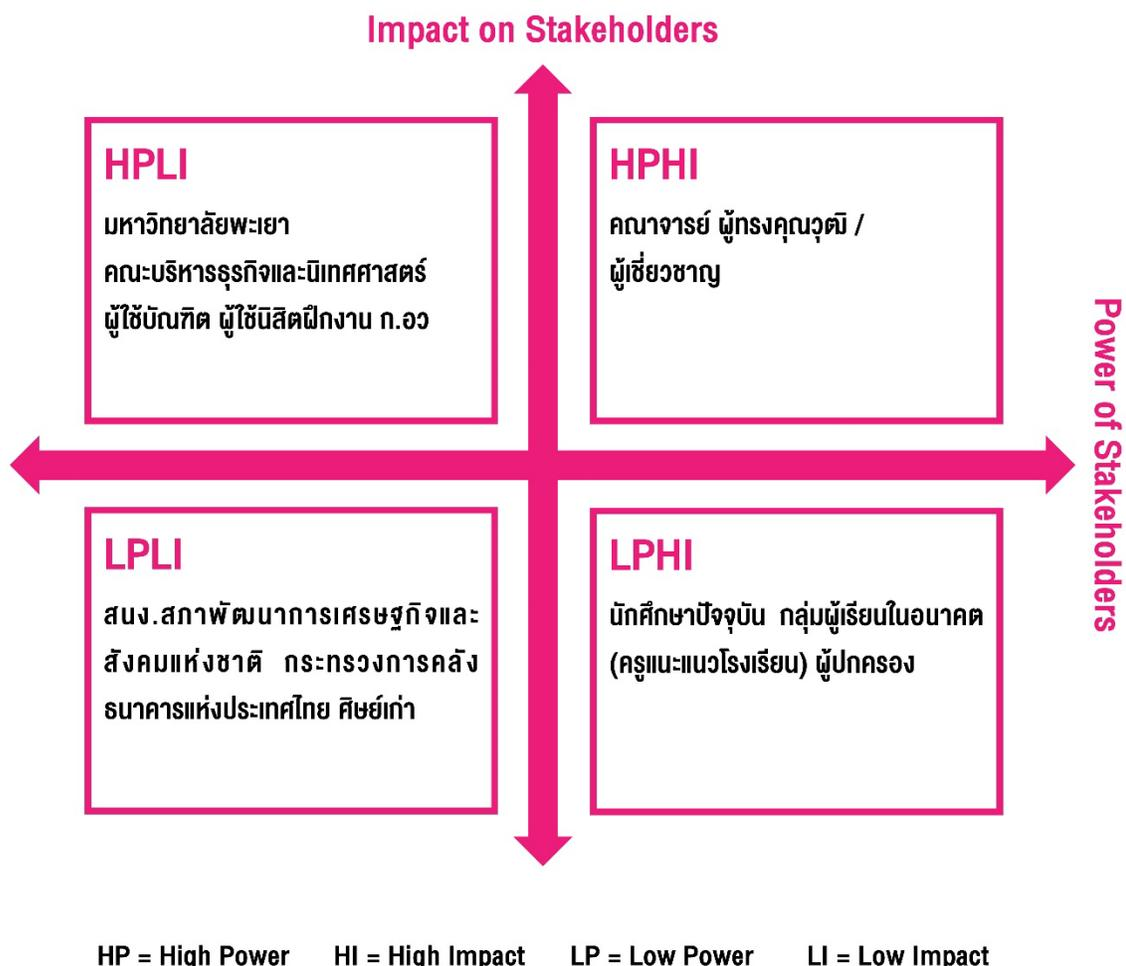 Impact on Stakeholders
HPLI
มหาวิทยาลัยพะเยา
คณะบริหารธุรกิจและนิเทศศาสตร์
ผู้ใช้บัณฑิต ผู้ใช้นิสิตฝึกงาน ก.อว
HPHI
คณาจารย์ ผู้ทรงคุณวุฒิ /
ผู้เชี่ยวชาญ
Power of Stakeholders
LPLI
สนง.สภาพัฒนาการเศรษฐกิจและ
สังคมแห่งชาติ กระทรวงการคลัง
ธนาคารแห่งประเทศไทย ศิษย์เก่า
LPHI
นักศึกษาปัจจุบัน กลุ่มผู้เรียนในอนาคต
(ครูแนะแนวโรงเรียน) ผู้ปกครอง
HP = High Power HI = High Impact LP = Low Power LI = Low Impact